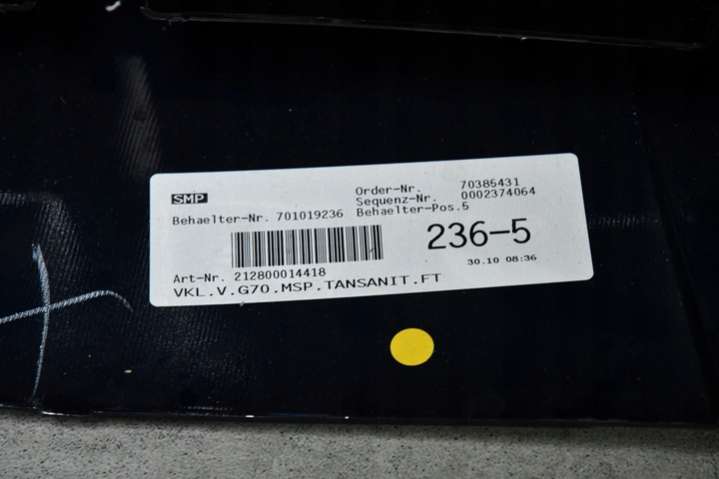 SMP
Order-Nr. 70385431
Sequenz-Nr. 0002374064
Behaelter-Nr. 701019236 Behaelter-Pos.5
236-5
30.10 08:36
Art-Nr. 212800014418
VKL.V.G70.MSP.TANSANIT.FT